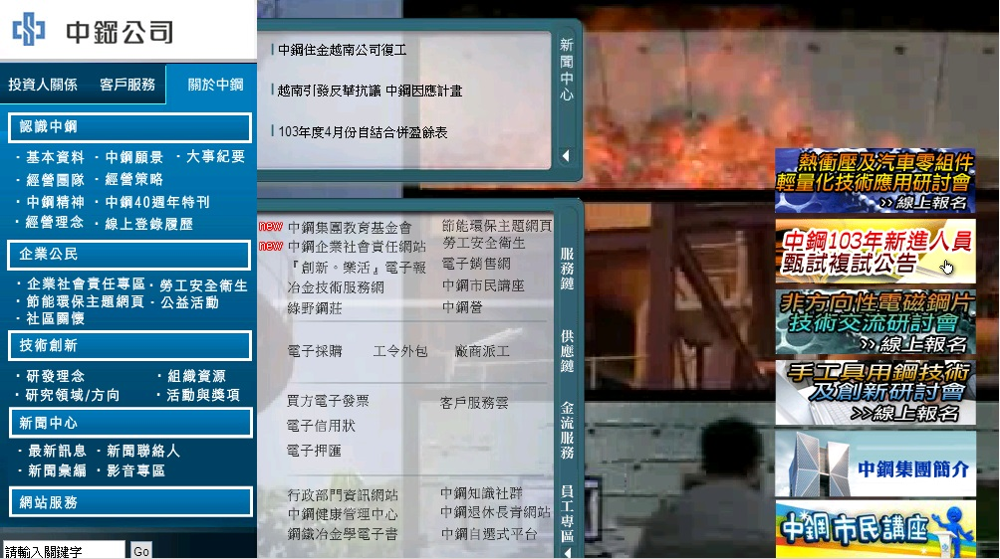 中鋼公司
投資人關係 客戶服務 關於中鋼
認識中鋼
・基本資料 ・中鋼願景 ・大事紀要
・經營團隊 ・經營策略
・中鋼精神 ・中鋼40週年特刊
・經營理念 ・線上登錄履歷
企業公民
・企業社會責任專區 ・勞工安全衛生
・節能環保主題網頁 ・公益活動
・社區關懷
技術創新
・研發理念 ・組織資源
・研究領域/方向 ・活動與獎項
新聞中心
・最新訊息 ・新聞聯絡人
・新聞彙編 ・影音專區
網站服務
請輸入關鍵字 Go
新聞中心
中鋼住金越南公司復工
越南引發反華抗議 中鋼因應計畫
103年度4月份自結合併盈餘表
服務鏈
new 中鋼集團教育基金會 節能環保主題網頁
new 中鋼企業社會責任網站 勞工安全衛生
『創新。樂活』電子報 電子銷售網
冶金技術服務網 中鋼市民講座
綠野鋼莊 中鋼營
供應鏈
電子採購 工令外包 廠商派工
金流服務
買方電子發票 客戶服務雲
電子信用狀
電子押匯
員工專區
行政部門資訊網站 中鋼知識社群
中鋼健康管理中心 中鋼退休長青網站
鋼鐵冶金學電子書 中鋼自選式平台
熱衝壓及汽車零組件
輕量化技術應用研討會
>>線上報名
中鋼103年新進人員
甄試複試公告
非方向性電磁鋼片
技術交流研討會
>>線上報名
手工具用鋼技術
及創新研討會
>>線上報名
中鋼集團簡介
中鋼市民講座